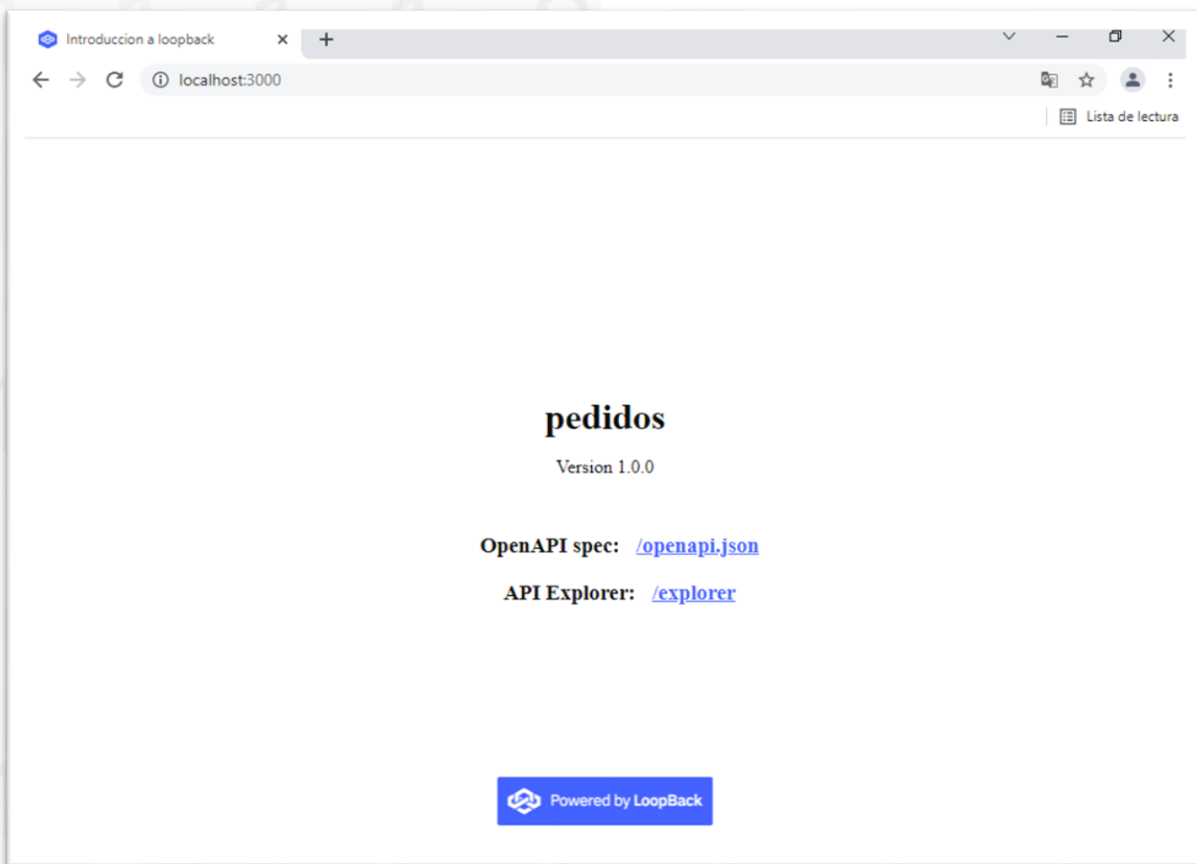 Introduccion a loopback
localhost:3000
Lista de lectura
pedidos
Version 1.0.0
OpenAPI spec: /openapi.json
API Explorer: /explorer
Powered by LoopBack